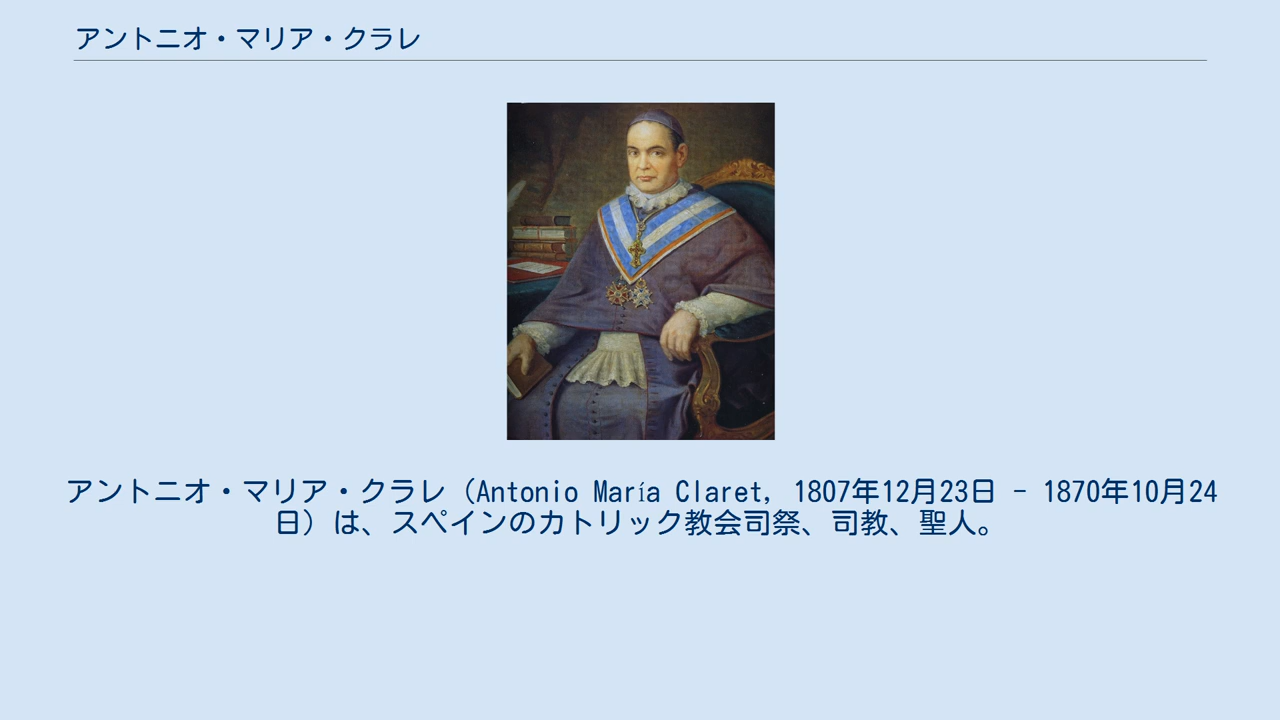 アントニオ・マリア・クラレ
アントニオ・マリア・クラレ（Antonio María Claret, 1807年12月23日 - 1870年10月24
日）は、スペインのカトリック教会司祭、司教、聖人。